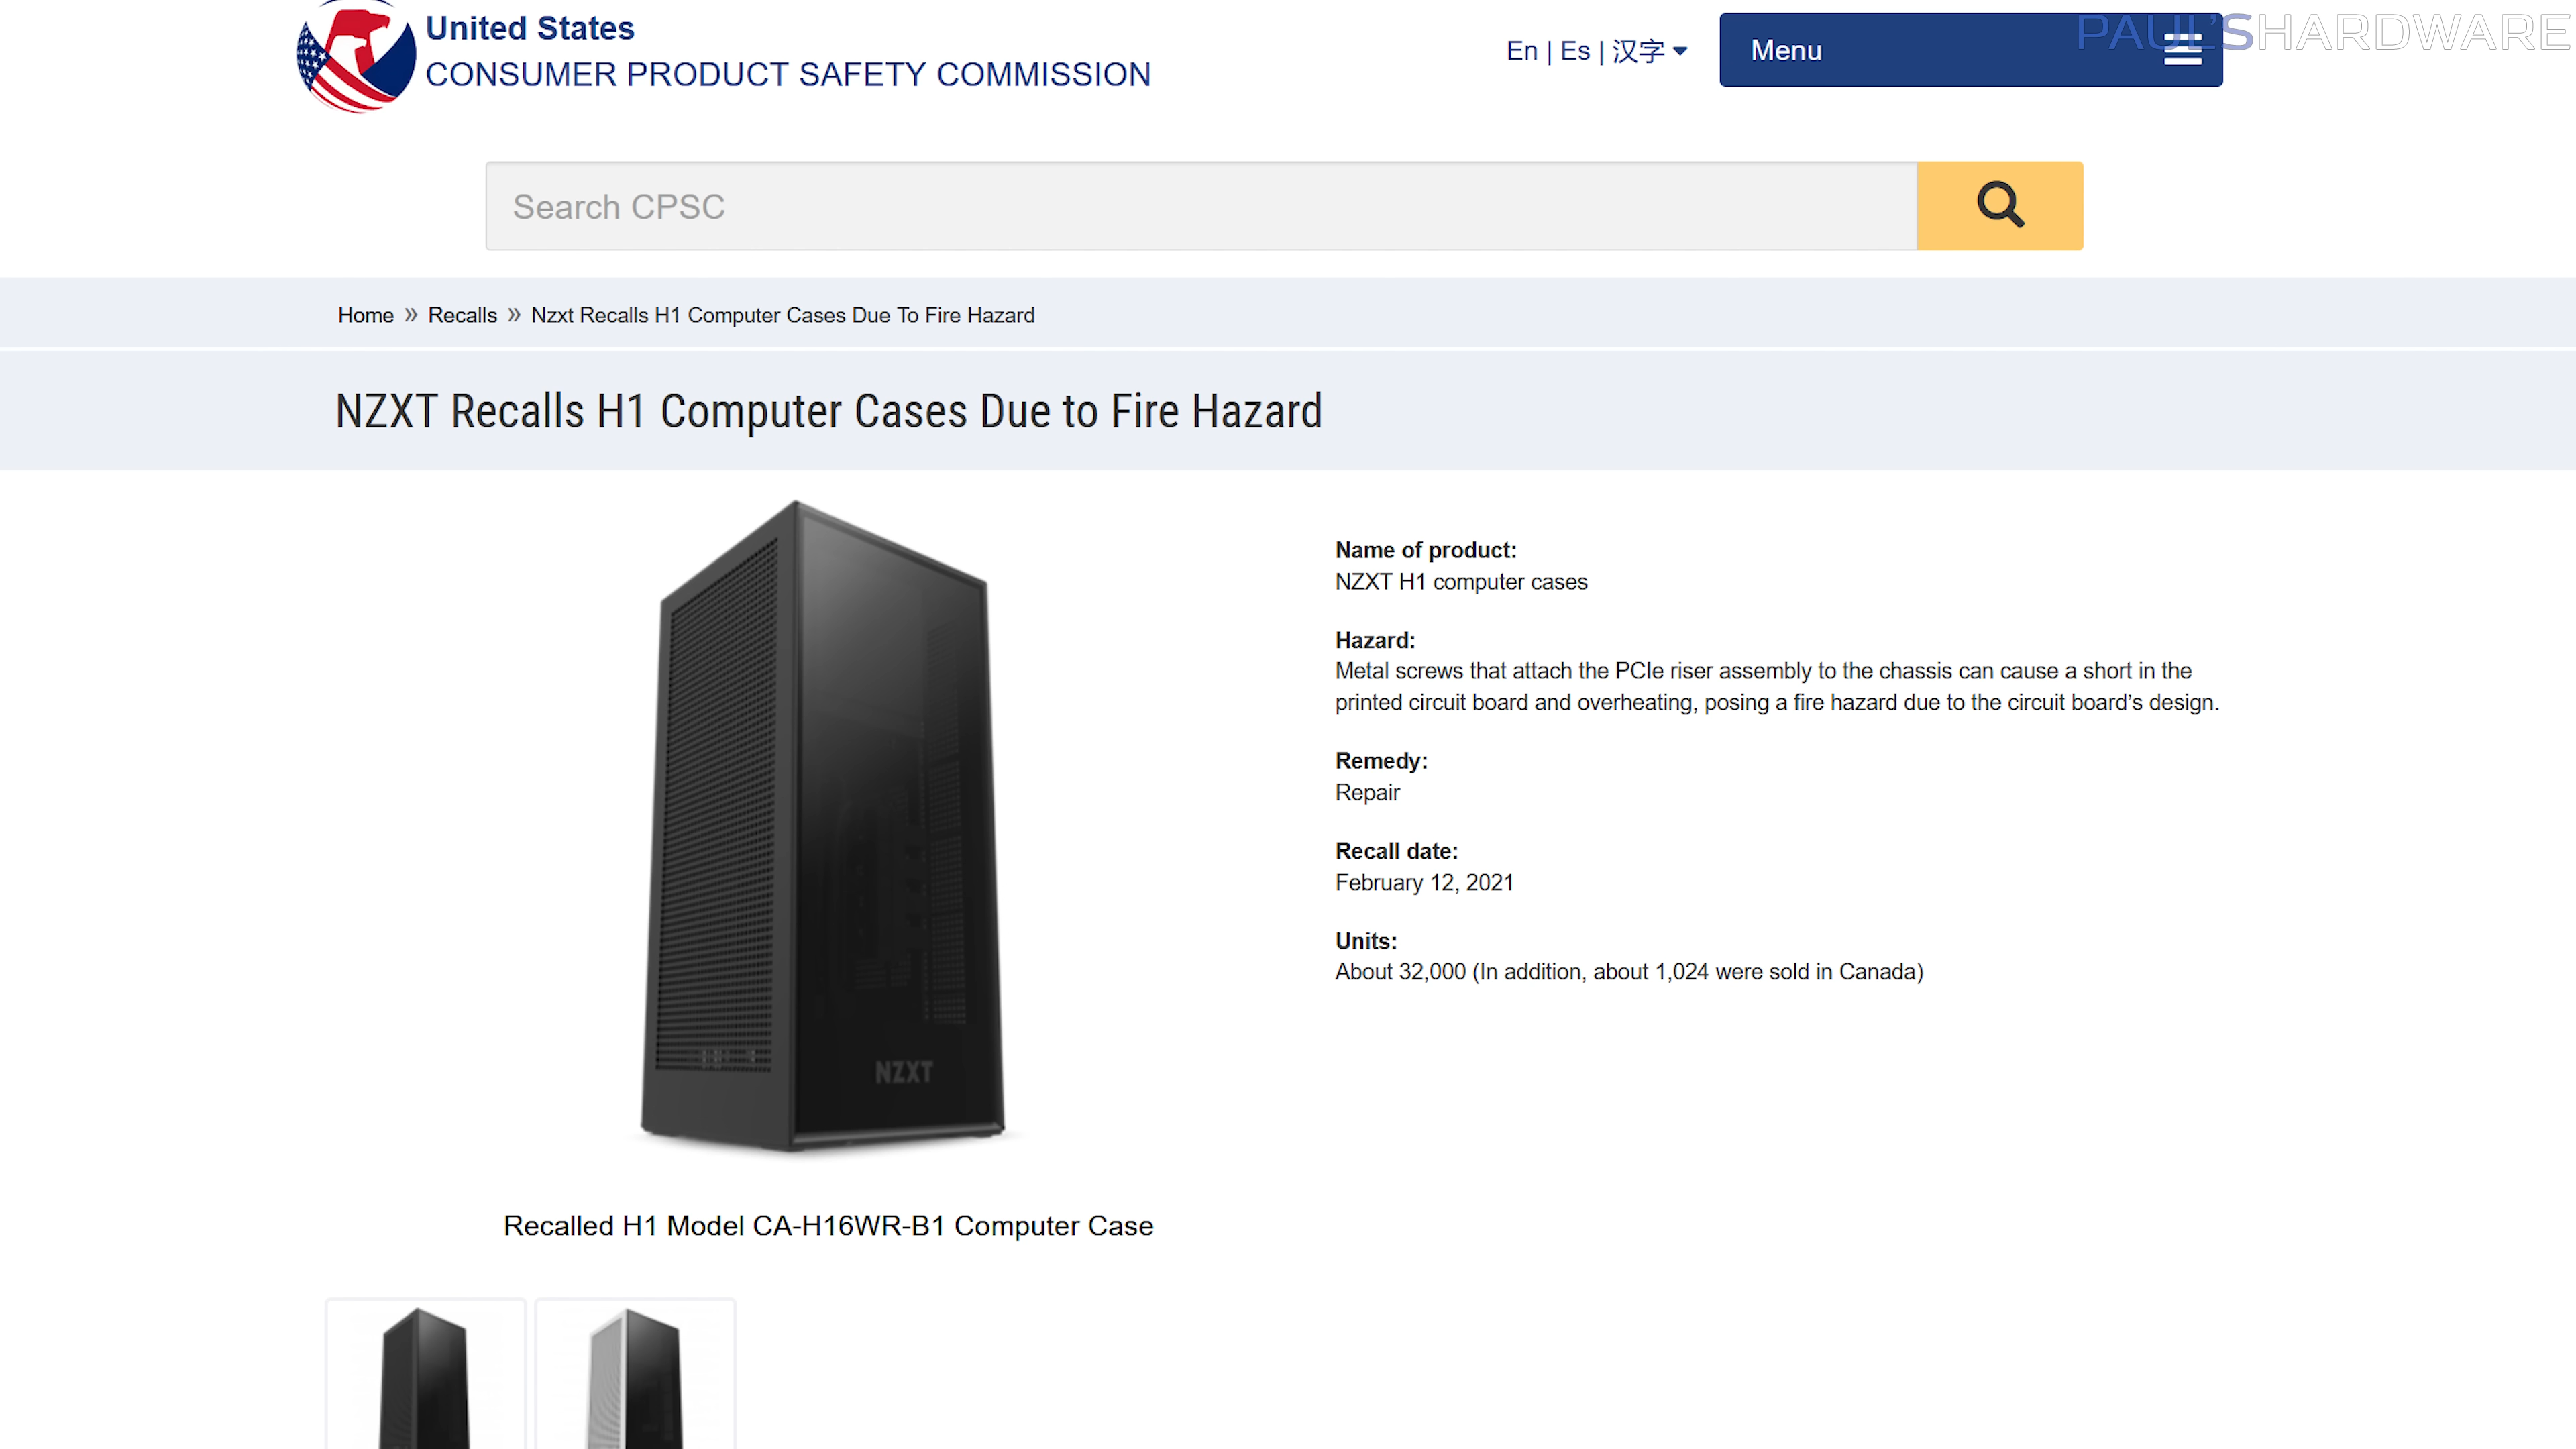 United States
CONSUMER PRODUCT SAFETY COMMISSION
En | Es | 汉字
Menu
PAUL'SHARDWARE
Search CPSC
Home » Recalls » Nzxt Recalls H1 Computer Cases Due To Fire Hazard
NZXT Recalls H1 Computer Cases Due to Fire Hazard
Name of product:
NZXT H1 computer cases
Hazard:
Metal screws that attach the PCIe riser assembly to the chassis can cause a short in the
printed circuit board and overheating, posing a fire hazard due to the circuit board’s design.
Remedy:
Repair
Recall date:
February 12, 2021
Units:
About 32,000 (In addition, about 1,024 were sold in Canada)
NZXT
Recalled H1 Model CA-H16WR-B1 Computer Case